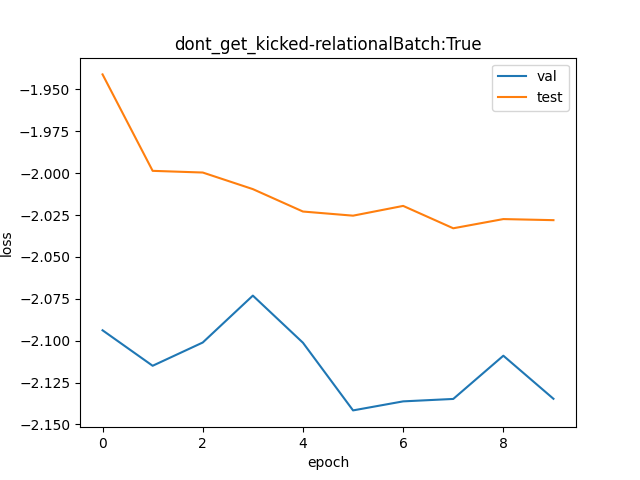 dont_get_kicked-relationalBatch:True
val
test
−1.950
−1.975
−2.000
−2.025
−2.050
−2.075
−2.100
−2.125
−2.150
loss
0
2
4
6
8
epoch